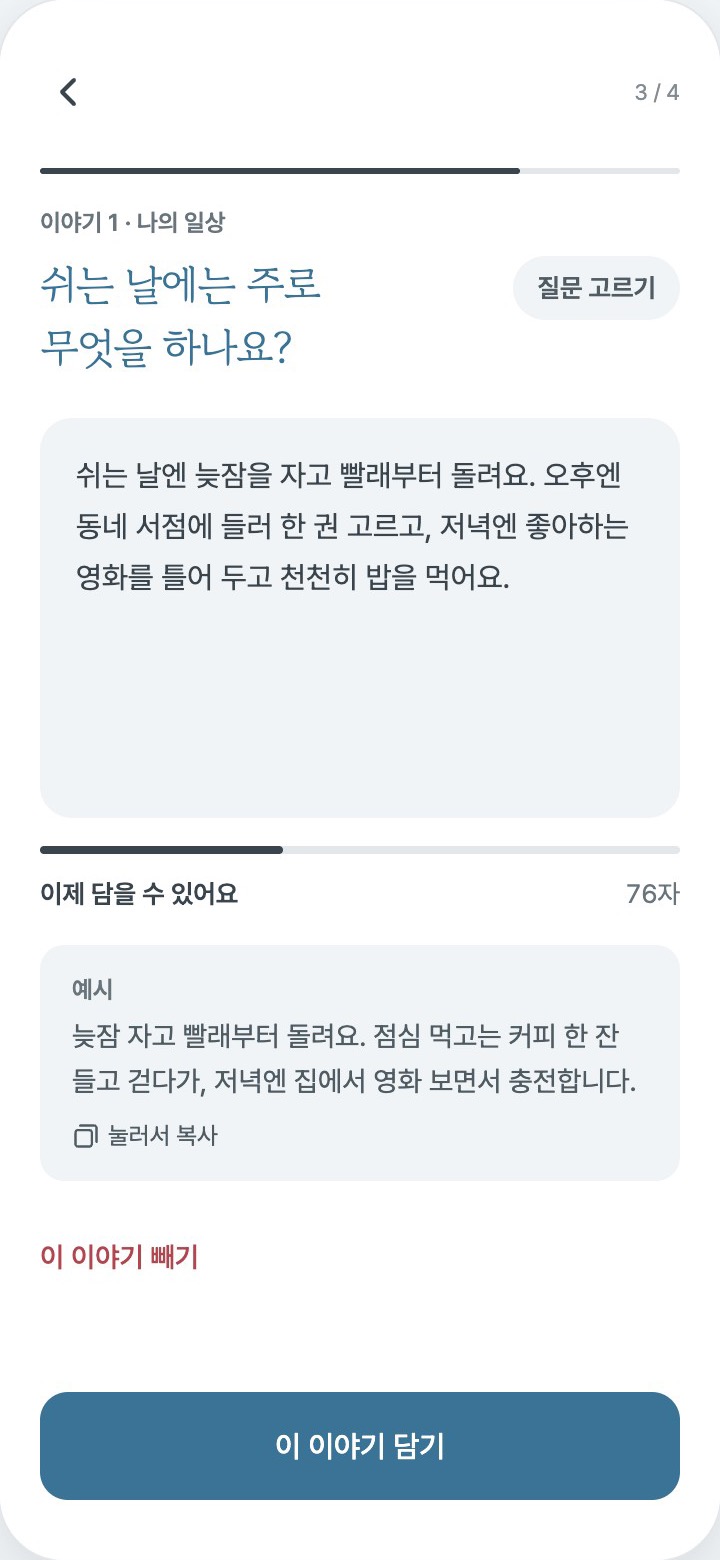 3 / 4
이야기 1 · 나의 일상
쉬는 날에는 주로
무엇을 하나요?
질문 고르기
쉬는 날엔 늦잠을 자고 빨래부터 돌려요. 오후엔
동네 서점에 들러 한 권 고르고, 저녁엔 좋아하는
영화를 틀어 두고 천천히 밥을 먹어요.
이제 담을 수 있어요
76자
예시
늦잠 자고 빨래부터 돌려요. 점심 먹고는 커피 한 잔
들고 걷다가, 저녁엔 집에서 영화 보면서 충전합니다.
눌러서 복사
이 이야기 빼기
이 이야기 담기